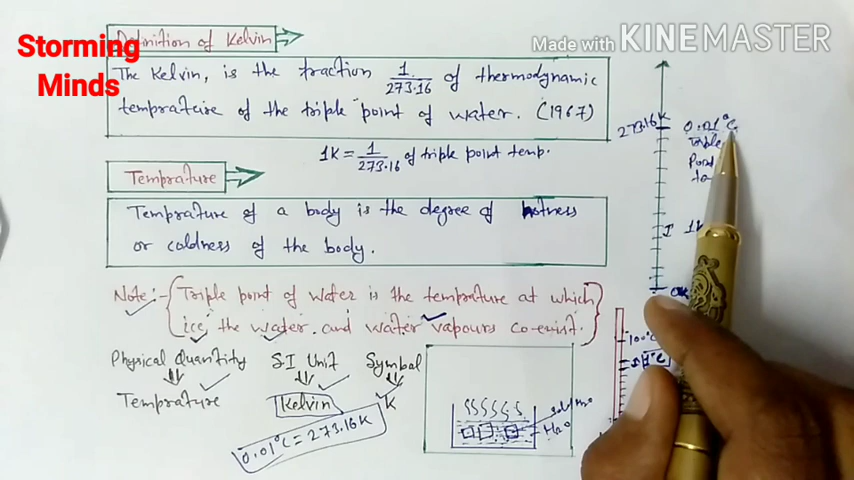 Storming
Minds
Made with KINEMASTER
Definition of Kelvin
The Kelvin, is the fraction 1/273.16 of thermodynamic
temprature of the triple point of water. (1967)
1K = 1/273.16 of triple point temp.
Temprature
Temprature of a body is the degree of hotness
or coldness of the body.
Note:- Triple point of water is the temprature at which
ice, the water and water vapours co-exist.
Physical Quantity SI Unit Symbol
Temprature Kelvin K
0.01°C = 273.16K
H₂O
273.16K 0.01°C
Triple
Point
100°C